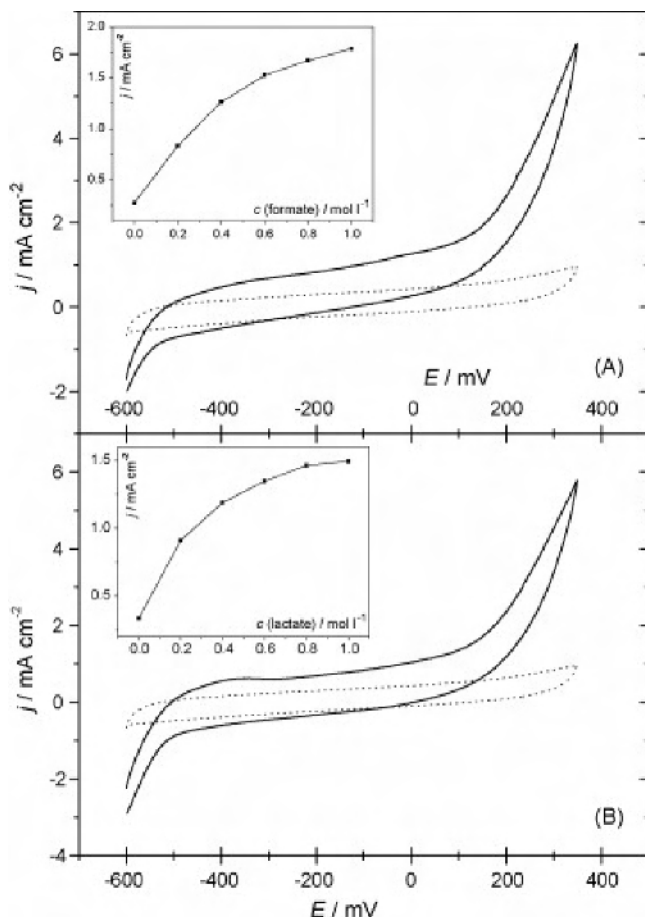 2.0
1.5
1.0
0.5
j / mA cm⁻²
0.0 0.2 0.4 0.6 0.8 1.0
c (formate) / mol l⁻¹
6
4
2
0
-2
j / mA cm⁻²
E / mV
(A)
-600 -400 -200 0 200 400
1.5
1.0
0.5
j / mA cm⁻²
c (lactate) / mol l⁻¹
0.0 0.2 0.4 0.6 0.8 1.0
6
4
2
0
-2
-4
j / mA cm⁻²
(B)
-600 -400 -200 0 200 400
E / mV